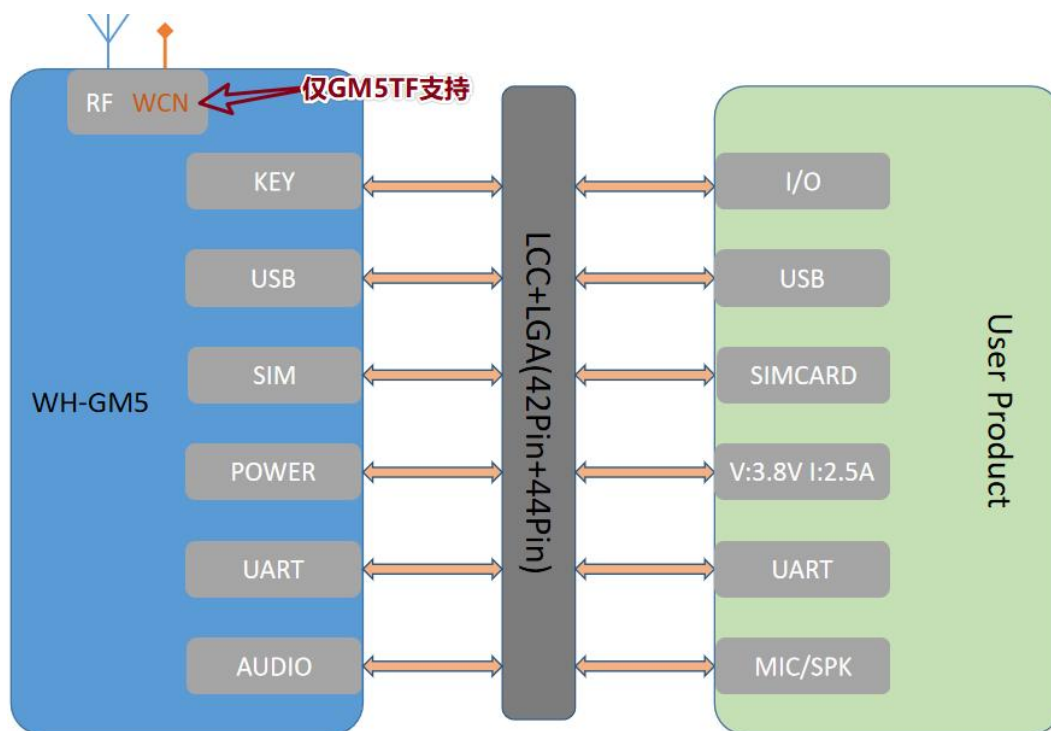 RF WCN
仅GM5TF支持
WH-GM5
KEY
USB
SIM
POWER
UART
AUDIO
LCC+LGA(42Pin+44Pin)
I/O
USB
SIMCARD
V:3.8V I:2.5A
UART
MIC/SPK
User Product